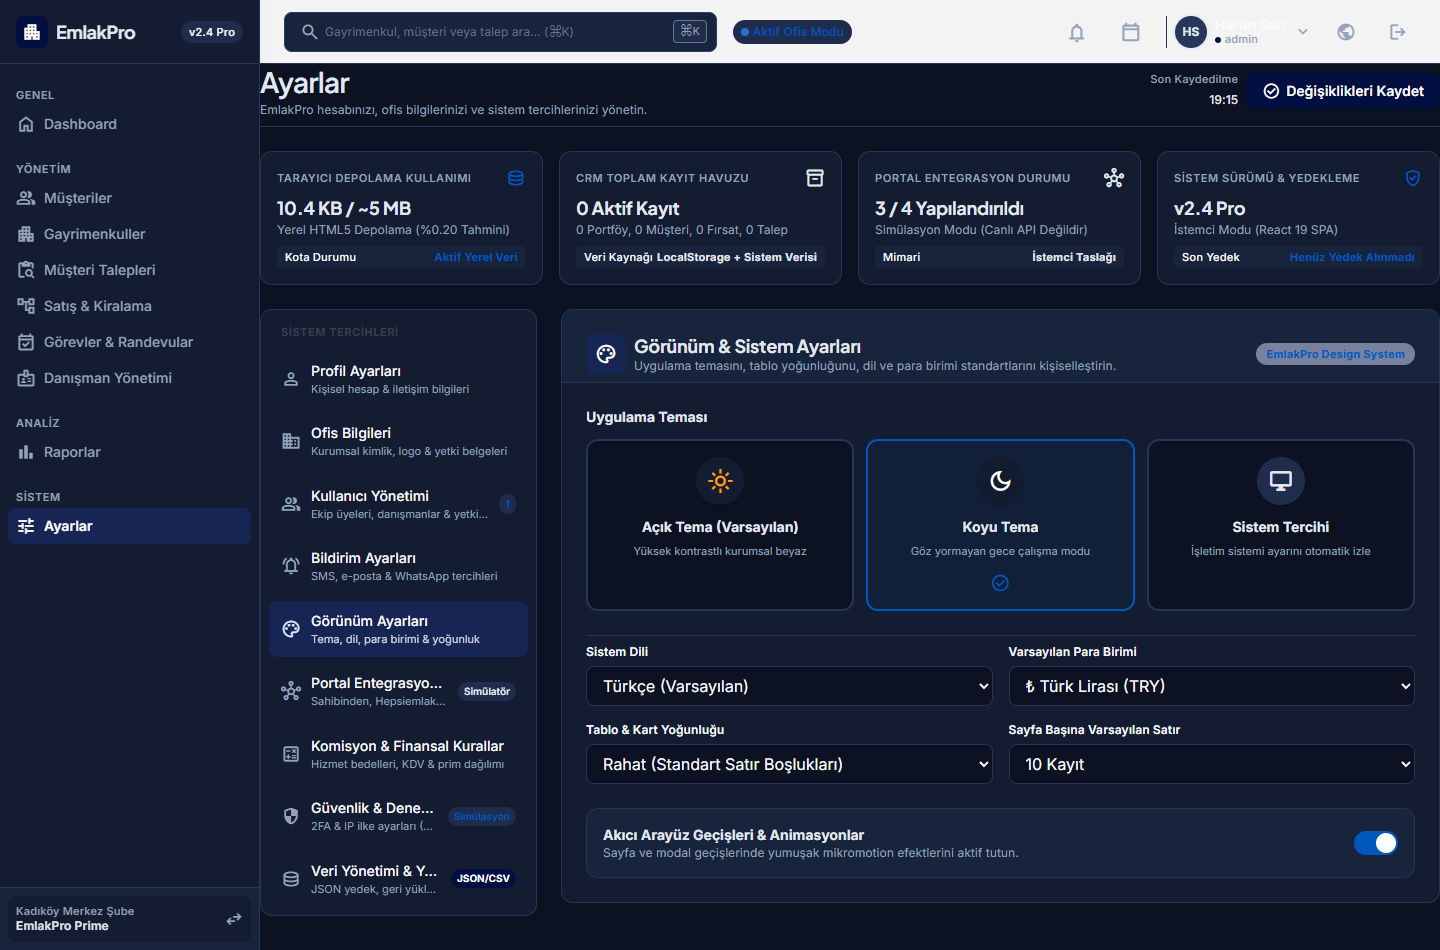 EmlakPro
v2.4 Pro
GENEL
Dashboard
YÖNETİM
Müşteriler
Gayrimenkuller
Müşteri Talepleri
Satış & Kiralama
Görevler & Randevular
Danışman Yönetimi
ANALİZ
Raporlar
SİSTEM
Ayarlar
Kadıköy Merkez Şube
EmlakPro Prime
Gayrimenkul, müşteri veya talep ara... (⌘K)
⌘K
Aktif Ofis Modu
HS
Harun Sarı
admin
Ayarlar
EmlakPro hesabınızı, ofis bilgilerinizi ve sistem tercihlerinizi yönetin.
Son Kaydedilme
19:15
Değişiklikleri Kaydet
TARAYICI DEPOLAMA KULLANIMI
10.4 KB / ~5 MB
Yerel HTML5 Depolama (%0.20 Tahmini)
Kota Durumu
Aktif Yerel Veri
CRM TOPLAM KAYIT HAVUZU
0 Aktif Kayıt
0 Portföy, 0 Müşteri, 0 Fırsat, 0 Talep
Veri Kaynağı
LocalStorage + Sistem Verisi
PORTAL ENTEGRASYON DURUMU
3 / 4 Yapılandırıldı
Simülasyon Modu (Canlı API Değildir)
Mimari
İstemci Taslağı
SİSTEM SÜRÜMÜ & YEDEKLEME
v2.4 Pro
İstemci Modu (React 19 SPA)
Son Yedek
Henüz Yedek Alınmadı
SİSTEM TERCİHLERİ
Profil Ayarları
Kişisel hesap & iletişim bilgileri
Ofis Bilgileri
Kurumsal kimlik, logo & yetki belgeleri
Kullanıcı Yönetimi
Ekip üyeleri, danışmanlar & yetki...
1
Bildirim Ayarları
SMS, e-posta & WhatsApp tercihleri
Görünüm Ayarları
Tema, dil, para birimi & yoğunluk
Portal Entegrasyo...
Sahibinden, Hepsiemlak...
Simülatör
Komisyon & Finansal Kurallar
Hizmet bedelleri, KDV & prim dağılımı
Güvenlik & Dene...
2FA & IP ilke ayarları (...
Simülasyon
Veri Yönetimi & Y...
JSON yedek, geri yükl...
JSON/CSV
Görünüm & Sistem Ayarları
Uygulama temasını, tablo yoğunluğunu, dil ve para birimi standartlarını kişiselleştirin.
EmlakPro Design System
Uygulama Teması
Açık Tema (Varsayılan)
Yüksek kontrastlı kurumsal beyaz
Koyu Tema
Göz yormayan gece çalışma modu
Sistem Tercihi
İşletim sistemi ayarını otomatik izle
Sistem Dili
Türkçe (Varsayılan)
Varsayılan Para Birimi
₺ Türk Lirası (TRY)
Tablo & Kart Yoğunluğu
Rahat (Standart Satır Boşlukları)
Sayfa Başına Varsayılan Satır
10 Kayıt
Akıcı Arayüz Geçişleri & Animasyonlar
Sayfa ve modal geçişlerinde yumuşak mikromotion efektlerini aktif tutun.